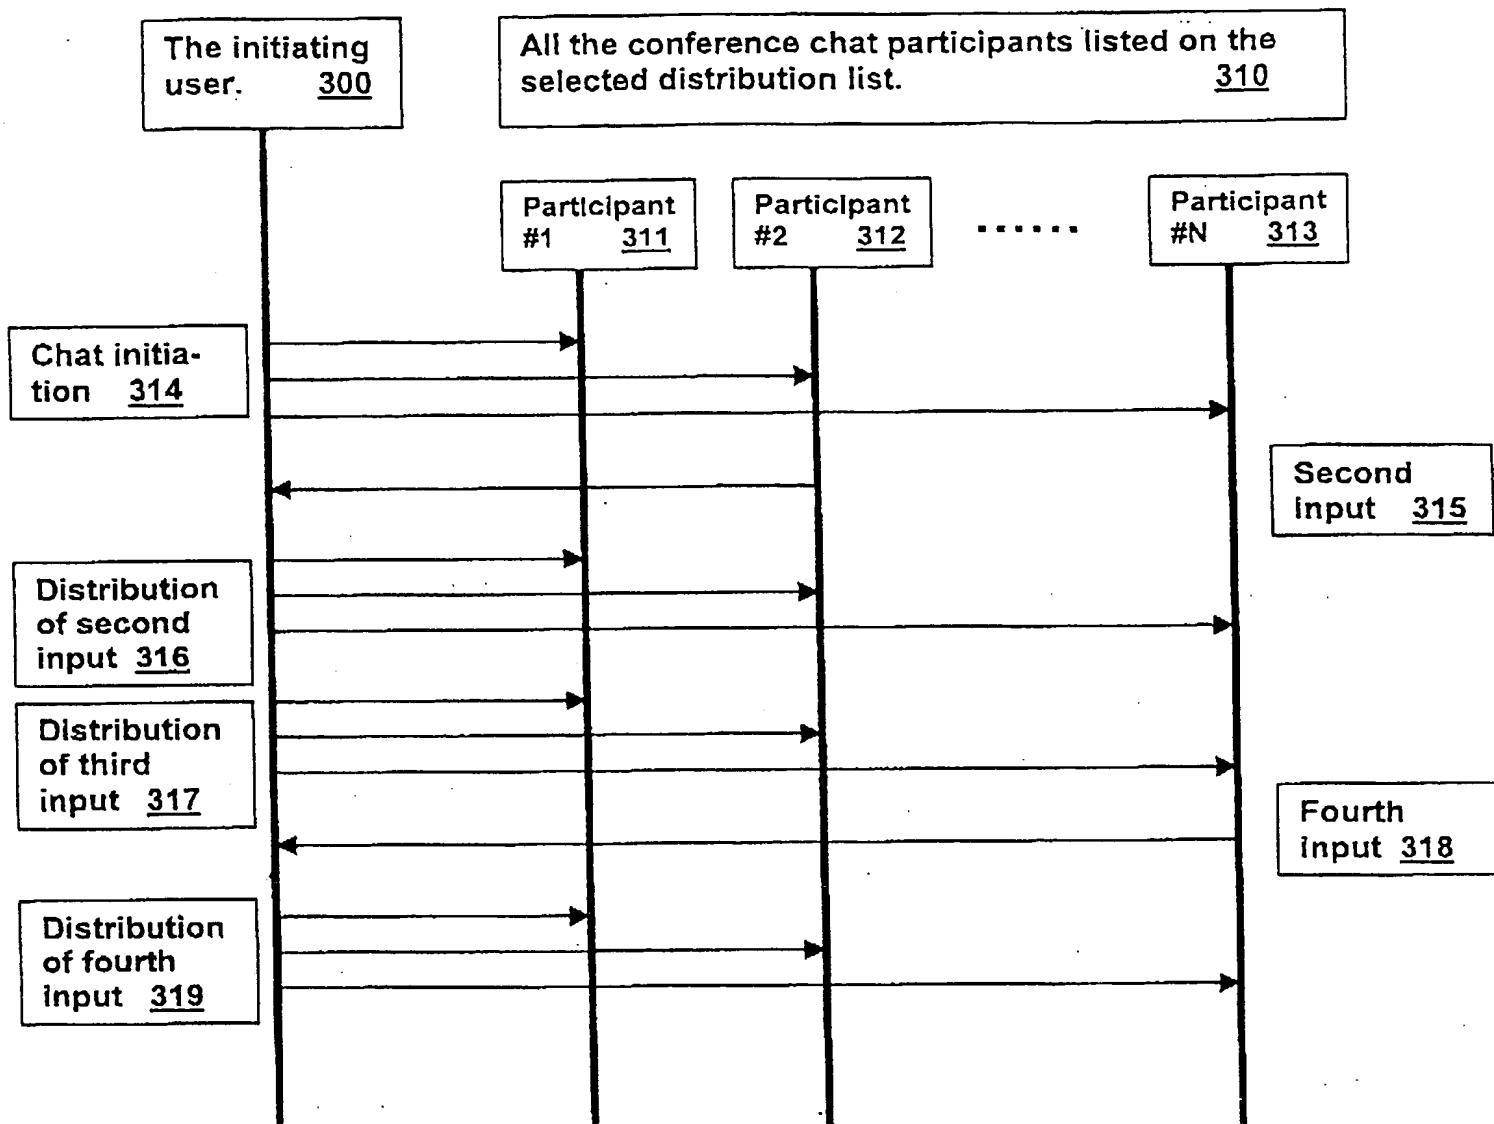 The initiating
user. 300
All the conference chat participants listed on the
selected distribution list. 310
Participant
#1 311
Participant
#2 312
......
Participant
#N 313
Chat initia-
tion 314
Second
input 315
Distribution
of second
input 316
Distribution
of third
input 317
Fourth
input 318
Distribution
of fourth
input 319